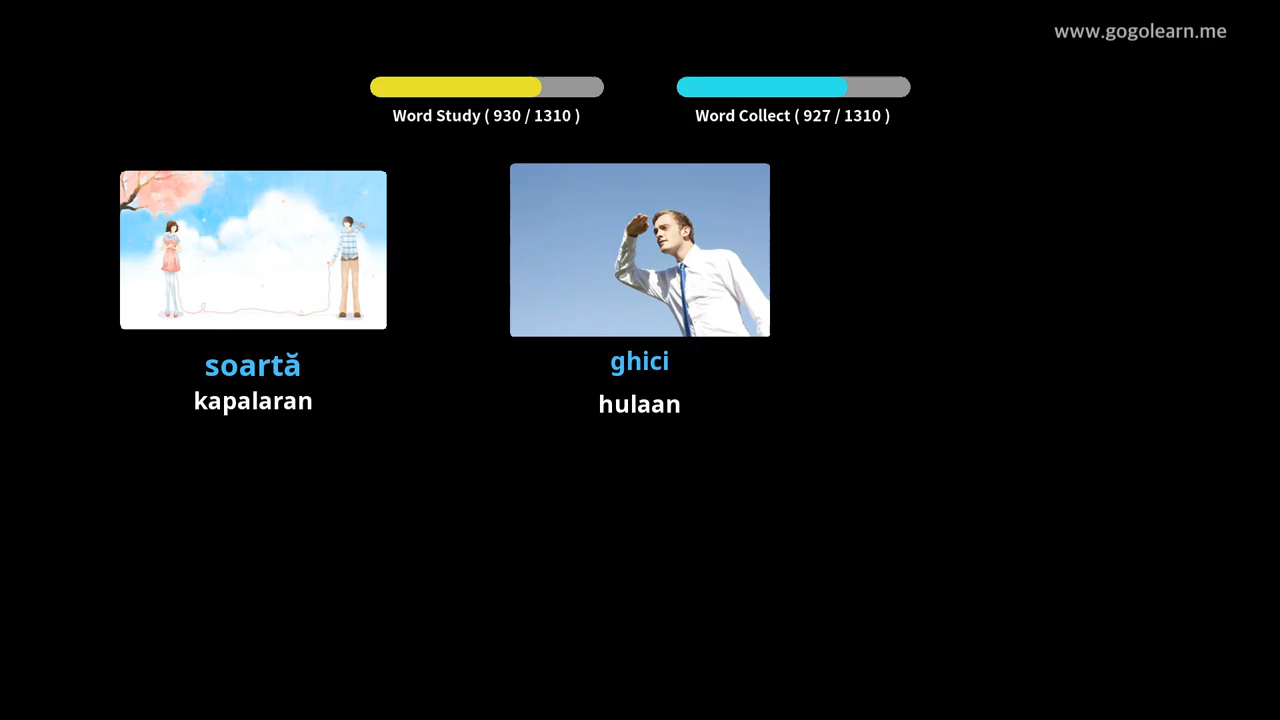 www.gogolearn.me
Word Study ( 930 / 1310 )
Word Collect ( 927 / 1310 )
soartă
kapalaran
ghici
hulaan